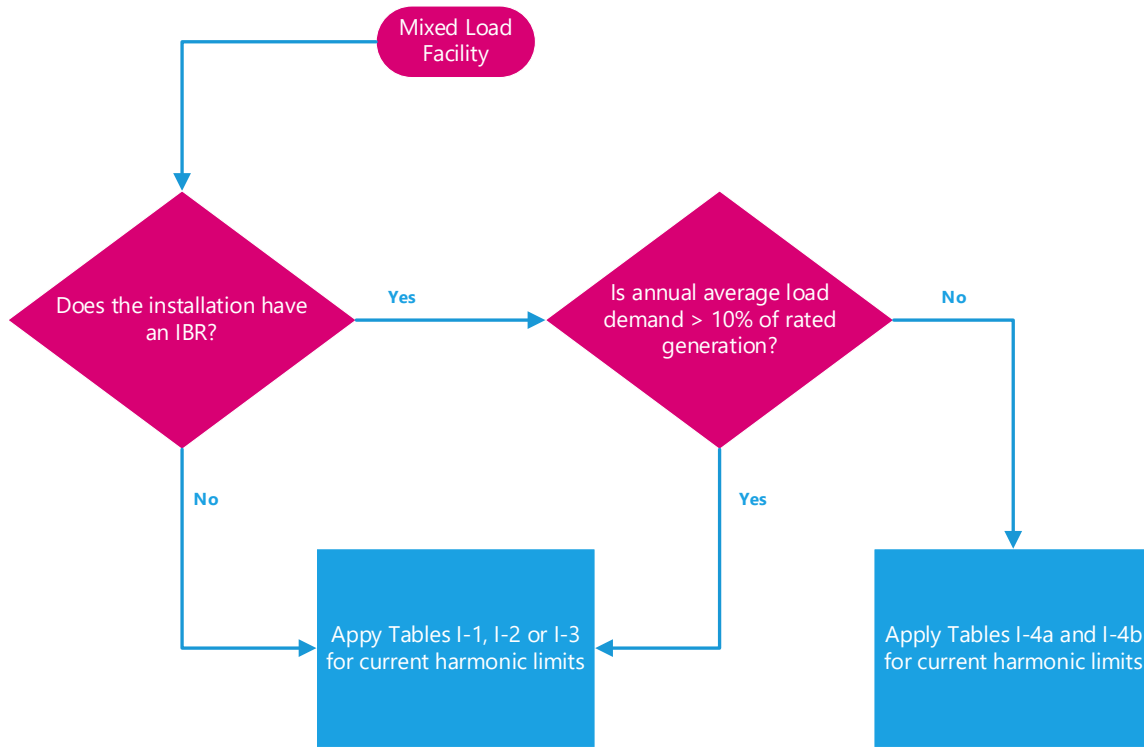 Mixed Load
Facility
Does the installation have
an IBR?
Yes
Is annual average load
demand > 10% of rated
generation?
No
No
Yes
Appy Tables I-1, I-2 or I-3
for current harmonic limits
Apply Tables I-4a and I-4b
for current harmonic limits